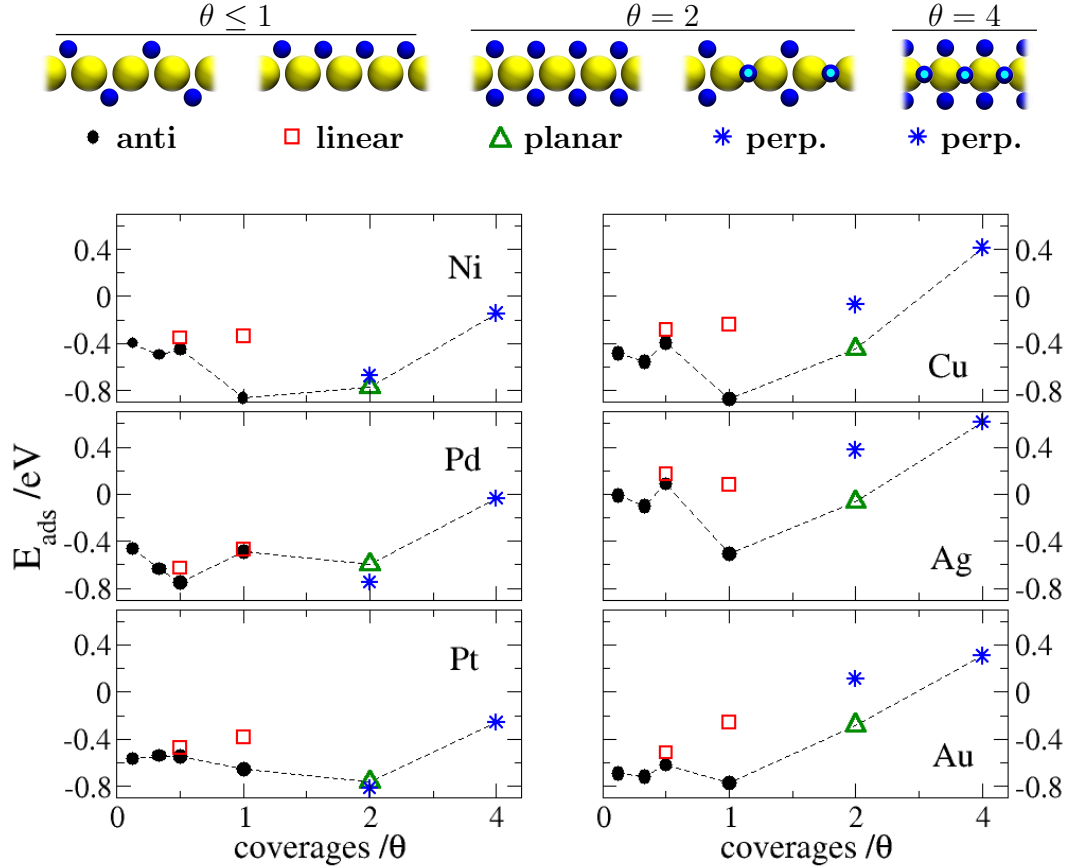 θ ≤ 1 θ = 2 θ = 4
anti linear planar perp. perp.
Ni
0.4
0
-0.4
-0.8
Cu
0.4
0
-0.4
-0.8
Pd
0.4
0
-0.4
-0.8
Ag
0.4
0
-0.4
-0.8
Pt
0.4
0
-0.4
-0.8
Au
0.4
0
-0.4
-0.8
E_ads /eV
0 1 2 4
0 1 2 4
coverages /θ
coverages /θ